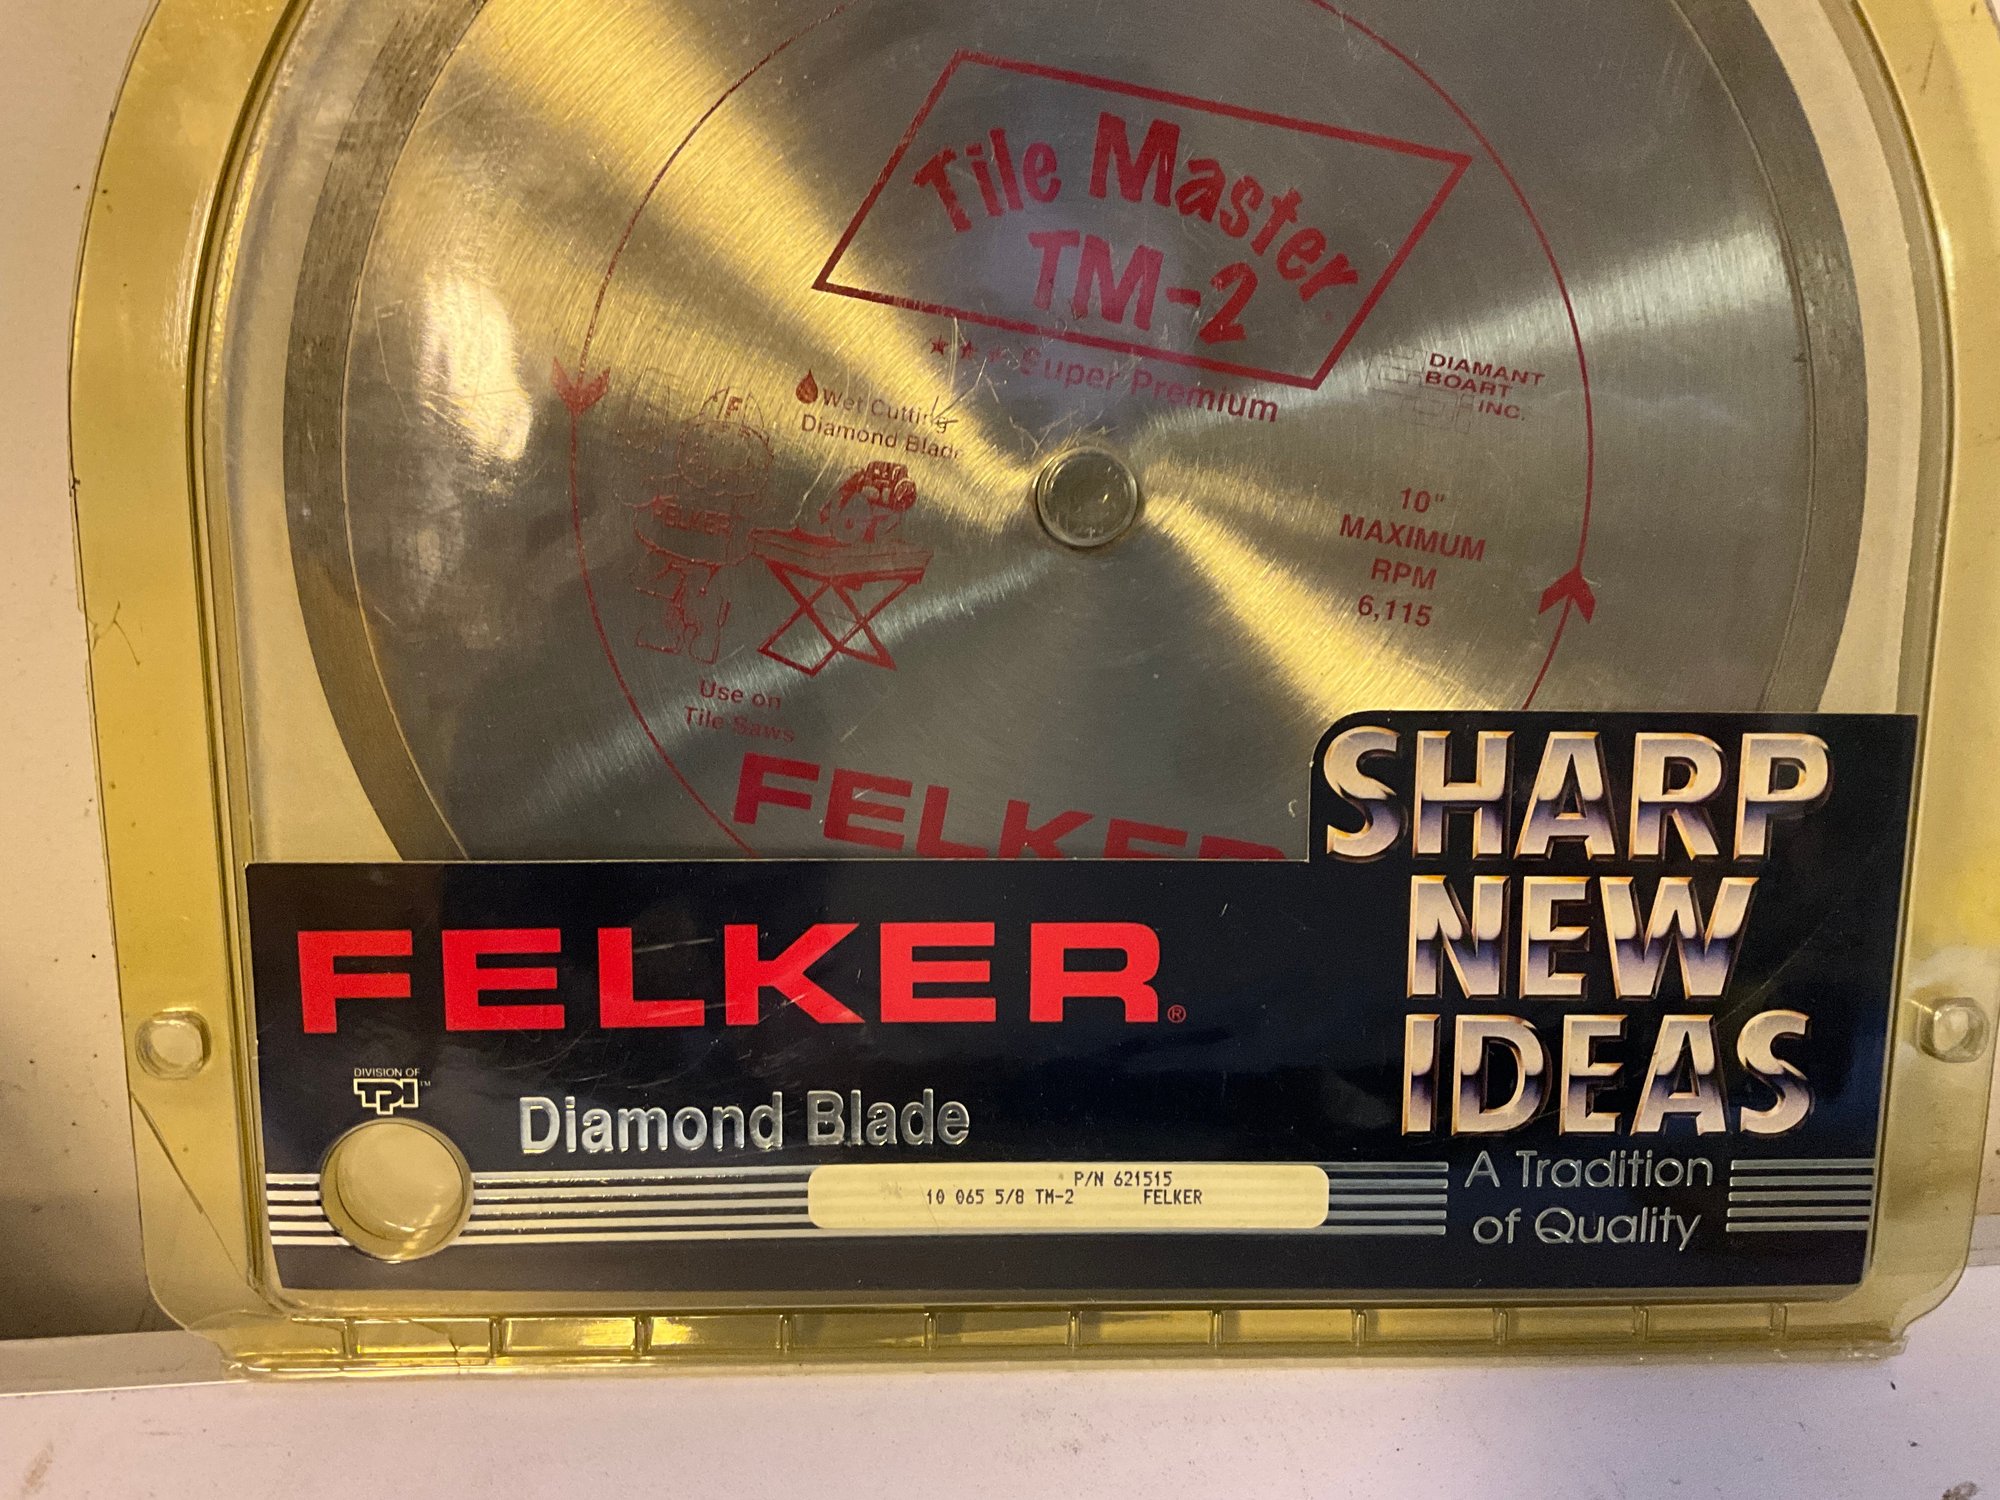 Tile Master
TM-2
Super Premium
DIAMANT
BOART
INC.
Wet Cutting
Diamond Blade
F
FELKER
10"
MAXIMUM
RPM
6,115
Use on
Tile Saws
FELKER
SHARP
NEW
IDEAS
FELKER®
DIVISION OF
TPI™
Diamond Blade
P/N 621515
10 065 5/8 TM-2 FELKER
A Tradition
of Quality